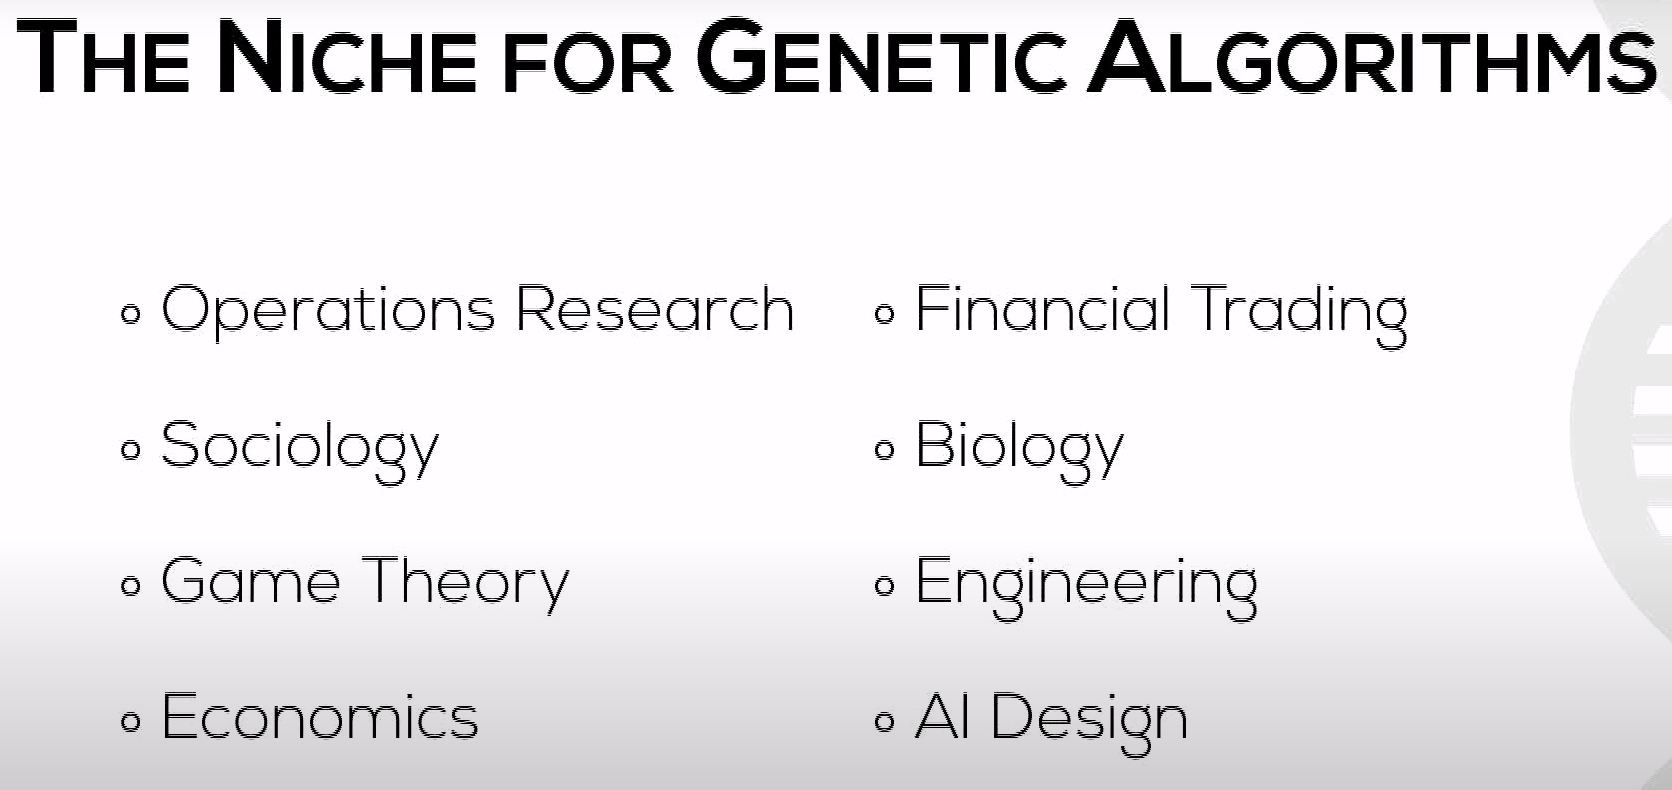 THE NICHE FOR GENETIC ALGORITHMS
Operations Research
Sociology
Game Theory
Economics
Financial Trading
Biology
Engineering
AI Design